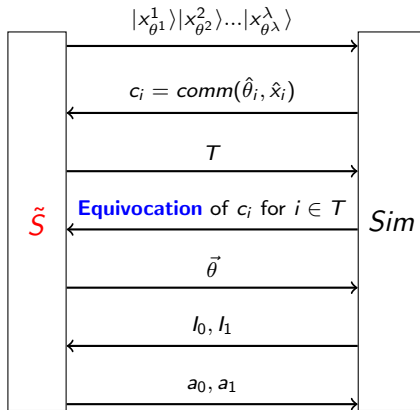 |x^1_{θ^1}⟩|x^2_{θ^2}⟩...|x^λ_{θ^λ}⟩
c_i = comm(θ̂_i, x̂_i)
T
Equivocation of c_i for i ∈ T
S̃
Sim
θ⃗
I_0, I_1
a_0, a_1